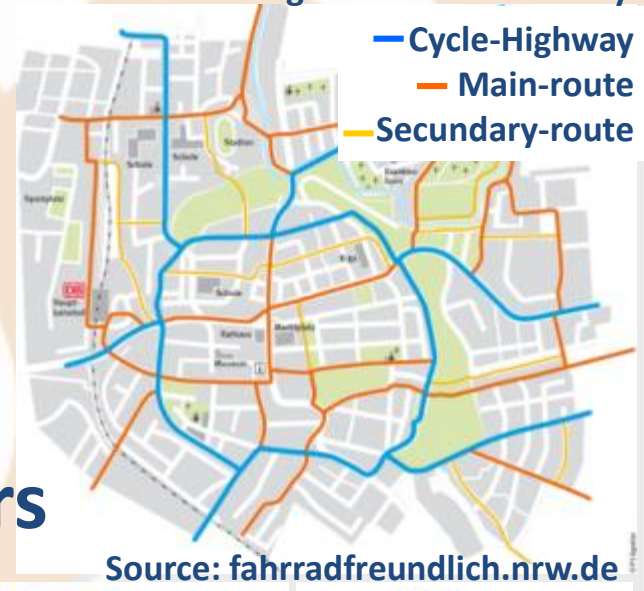 Cycle-Highway
Main-route
Secundary-route
Stadion
Schule
Schule
Sportplatz
Haupt-
bahnhof
Schule
Rathaus
Marktplatz
Museum
rs
Source: fahrradfreundlich.nrw.de